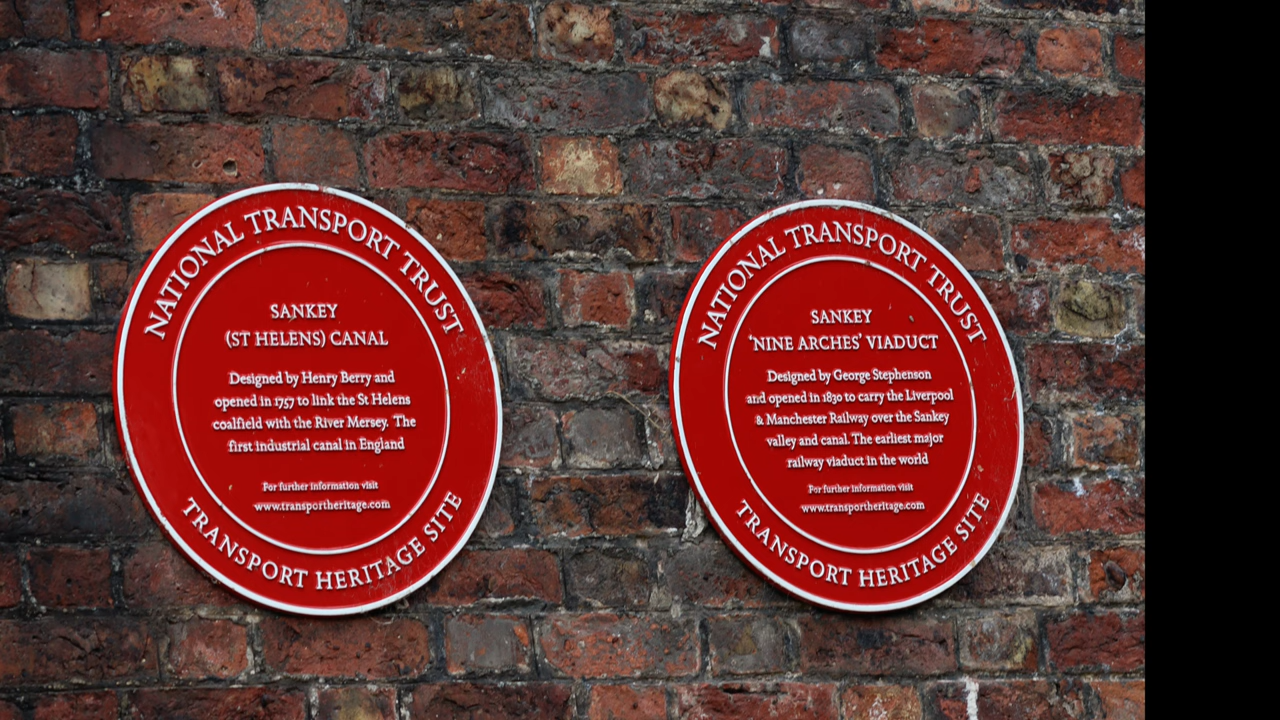 NATIONAL TRANSPORT TRUST
SANKEY
(ST HELENS) CANAL
Designed by Henry Berry and
opened in 1757 to link the St Helens
coalfield with the River Mersey. The
first industrial canal in England
For further information visit
www.transportheritage.com
TRANSPORT HERITAGE SITE
NATIONAL TRANSPORT TRUST
SANKEY
'NINE ARCHES' VIADUCT
Designed by George Stephenson
and opened in 1830 to carry the Liverpool
& Manchester Railway over the Sankey
valley and canal. The earliest major
railway viaduct in the world
For further information visit
www.transportheritage.com
TRANSPORT HERITAGE SITE